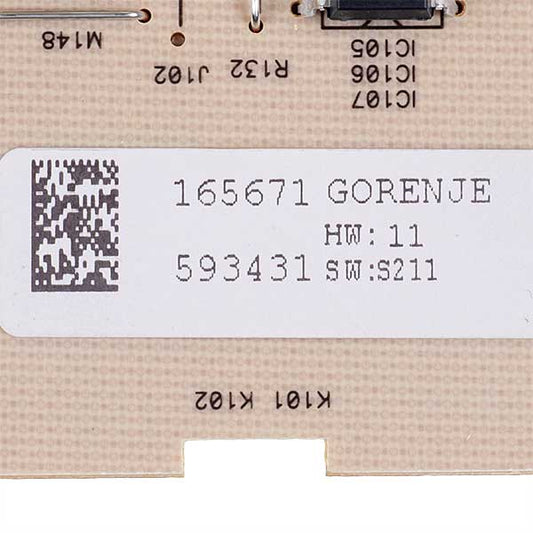 M148
J102
R132
IC105
IC106
IC107
165671 GORENJE
HW: 11
593431 SW:S211
K101 K102